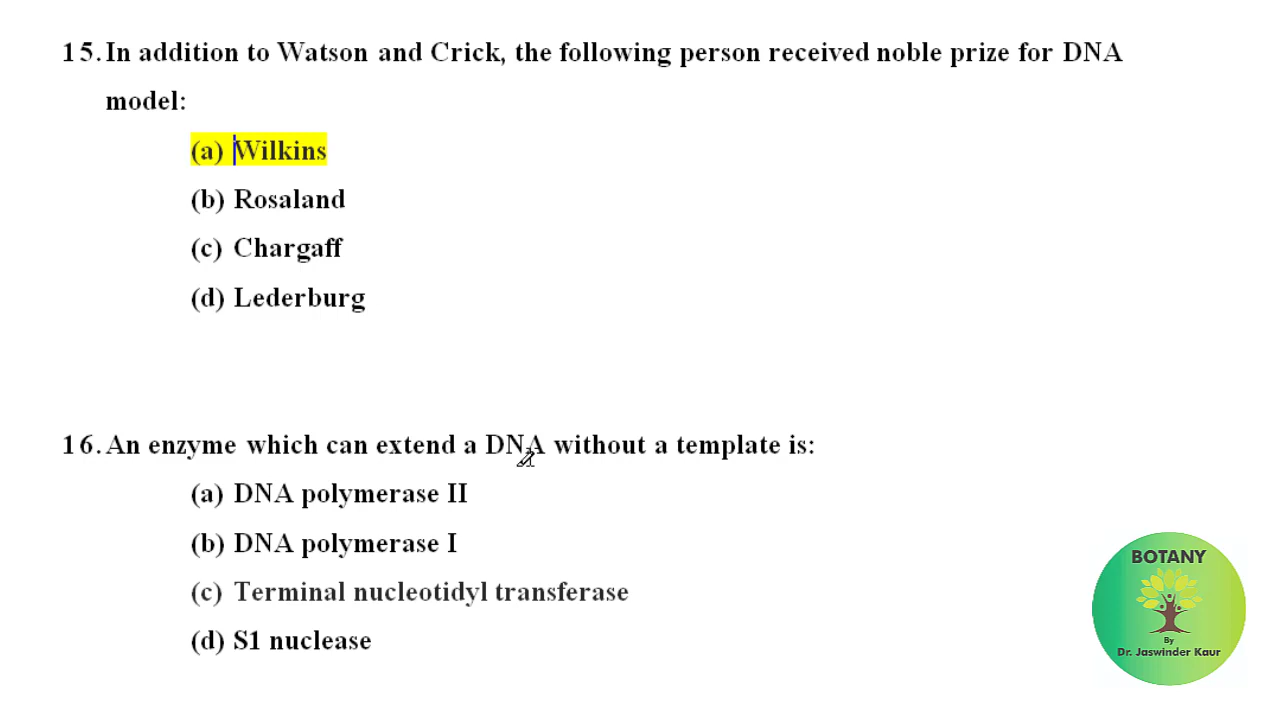 15. In addition to Watson and Crick, the following person received noble prize for DNA
model:
(a) Wilkins
(b) Rosaland
(c) Chargaff
(d) Lederburg
16. An enzyme which can extend a DNA without a template is:
(a) DNA polymerase II
(b) DNA polymerase I
(c) Terminal nucleotidyl transferase
(d) S1 nuclease
BOTANY
By
Dr. Jaswinder Kaur